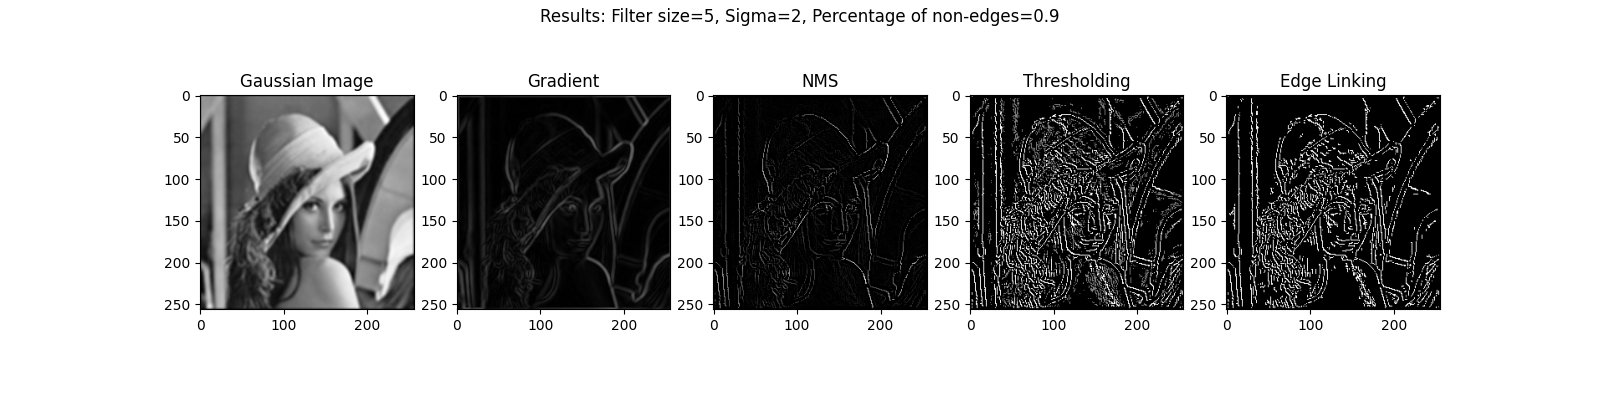 Results: Filter size=5, Sigma=2, Percentage of non-edges=0.9
Gaussian Image Gradient NMS Thresholding Edge Linking
0 0 0 0 0
50 50 50 50 50
100 100 100 100 100
150 150 150 150 150
200 200 200 200 200
250 250 250 250 250
0 100 200 0 100 200 0 100 200 0 100 200 0 100 200